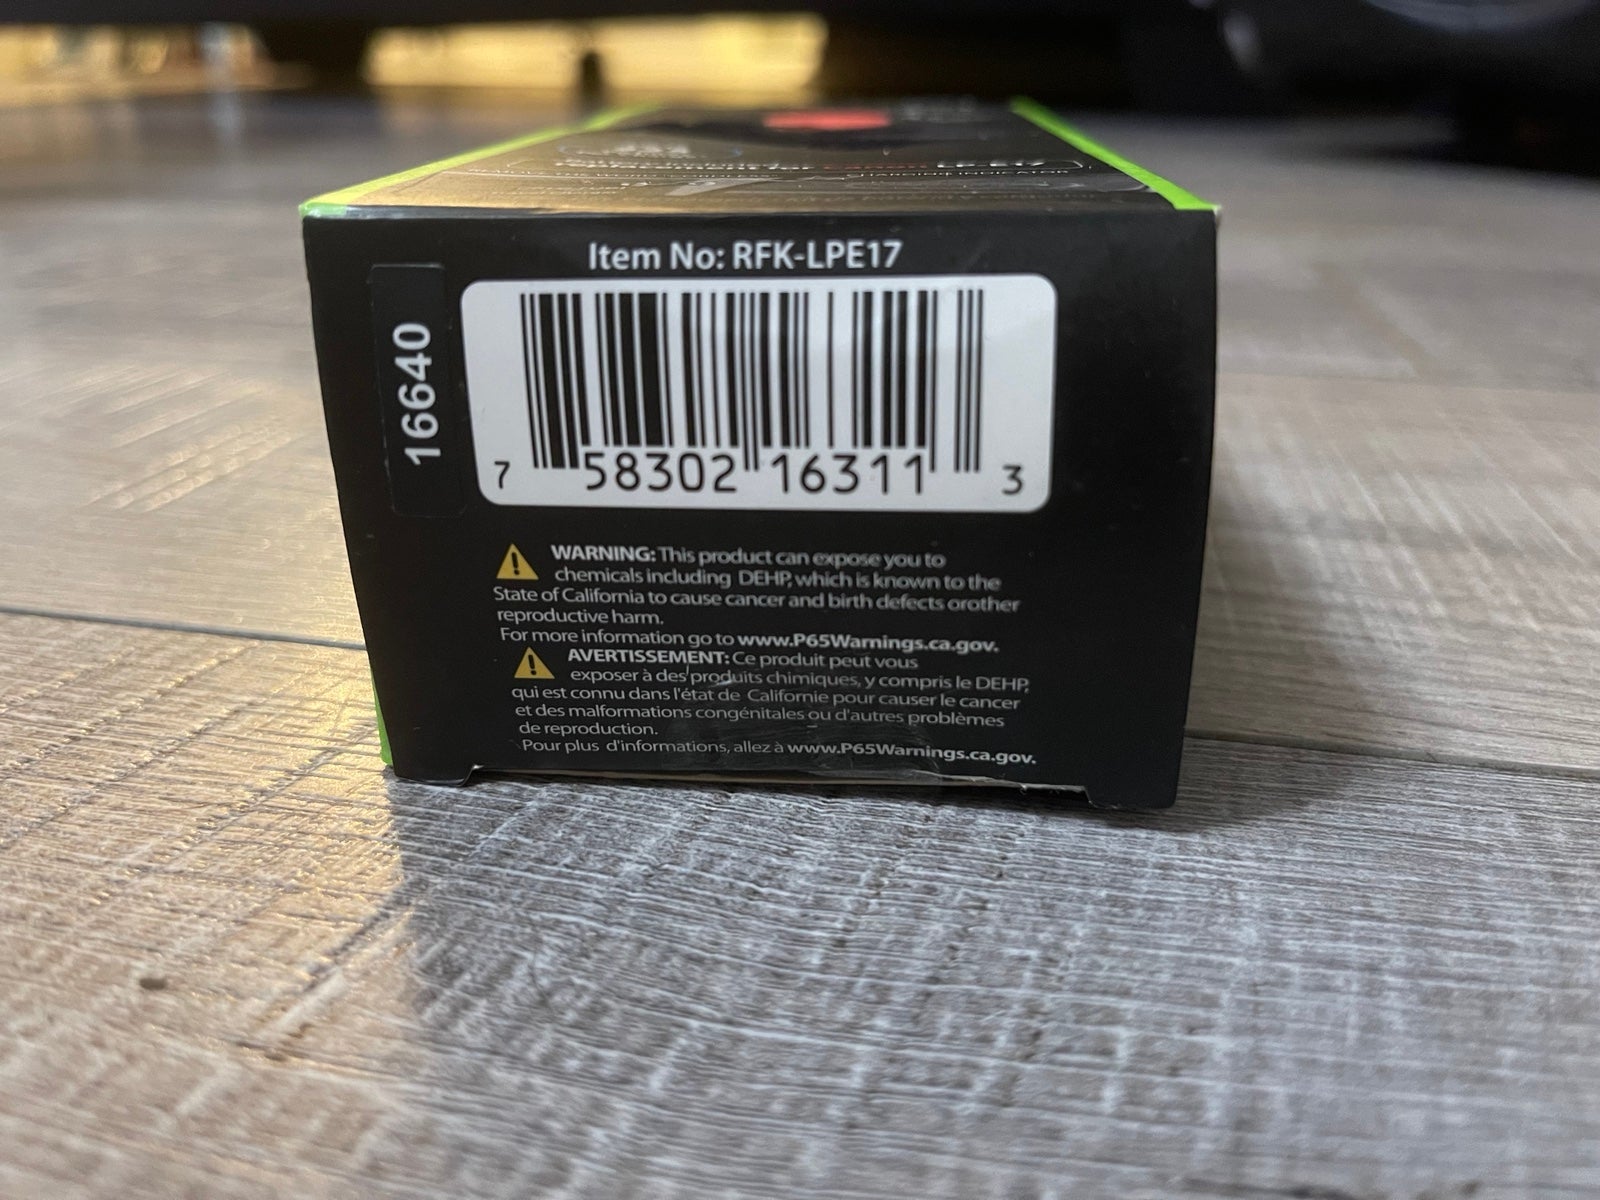 LP-E17
CHARGING INDICATOR
Item No: RFK-LPE17
16640
7 58302 16311 3
WARNING: This product can expose you to
chemicals including DEHP, which is known to the
State of California to cause cancer and birth defects orother
reproductive harm.
For more information go to www.P65Warnings.ca.gov.
AVERTISSEMENT: Ce produit peut vous
exposer à des produits chimiques, y compris le DEHP,
qui est connu dans l'état de Californie pour causer le cancer
et des malformations congénitales ou d'autres problèmes
de reproduction.
Pour plus d'informations, allez à www.P65Warnings.ca.gov.